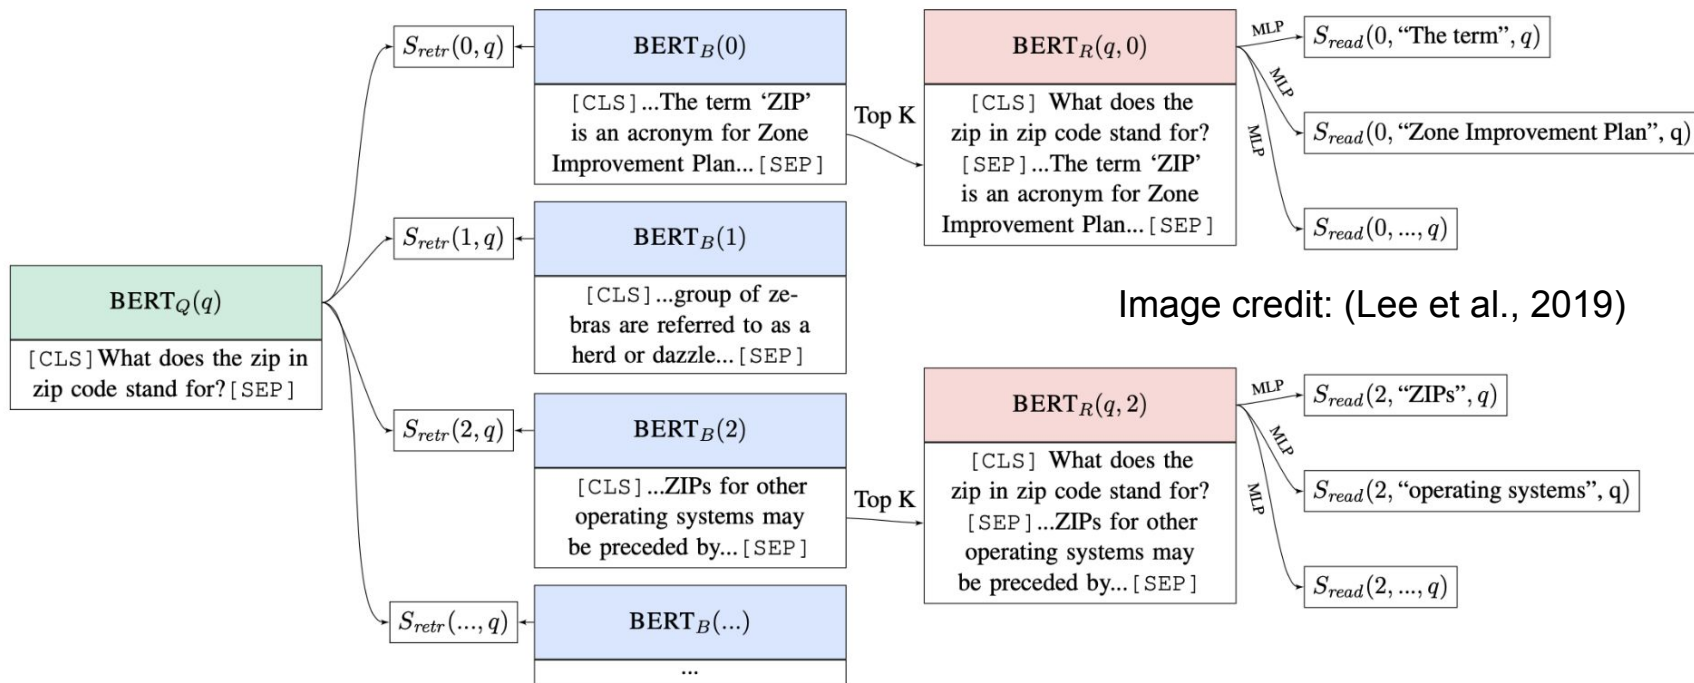 BERT_Q(q)
[CLS]What does the zip in
zip code stand for?[SEP]
S_retr(0, q)
S_retr(1, q)
S_retr(2, q)
S_retr(..., q)
BERT_B(0)
[CLS]...The term ‘ZIP’
is an acronym for Zone
Improvement Plan...[SEP]
BERT_B(1)
[CLS]...group of ze-
bras are referred to as a
herd or dazzle...[SEP]
BERT_B(2)
[CLS]...ZIPs for other
operating systems may
be preceded by...[SEP]
BERT_B(...)
...
Top K
Top K
BERT_R(q, 0)
[CLS] What does the
zip in zip code stand for?
[SEP]...The term ‘ZIP’
is an acronym for Zone
Improvement Plan...[SEP]
MLP
MLP
MLP
S_read(0, “The term”, q)
S_read(0, “Zone Improvement Plan”, q)
S_read(0, ..., q)
Image credit: (Lee et al., 2019)
BERT_R(q, 2)
[CLS] What does the
zip in zip code stand for?
[SEP]...ZIPs for other
operating systems may
be preceded by...[SEP]
MLP
MLP
MLP
S_read(2, “ZIPs”, q)
S_read(2, “operating systems”, q)
S_read(2, ..., q)